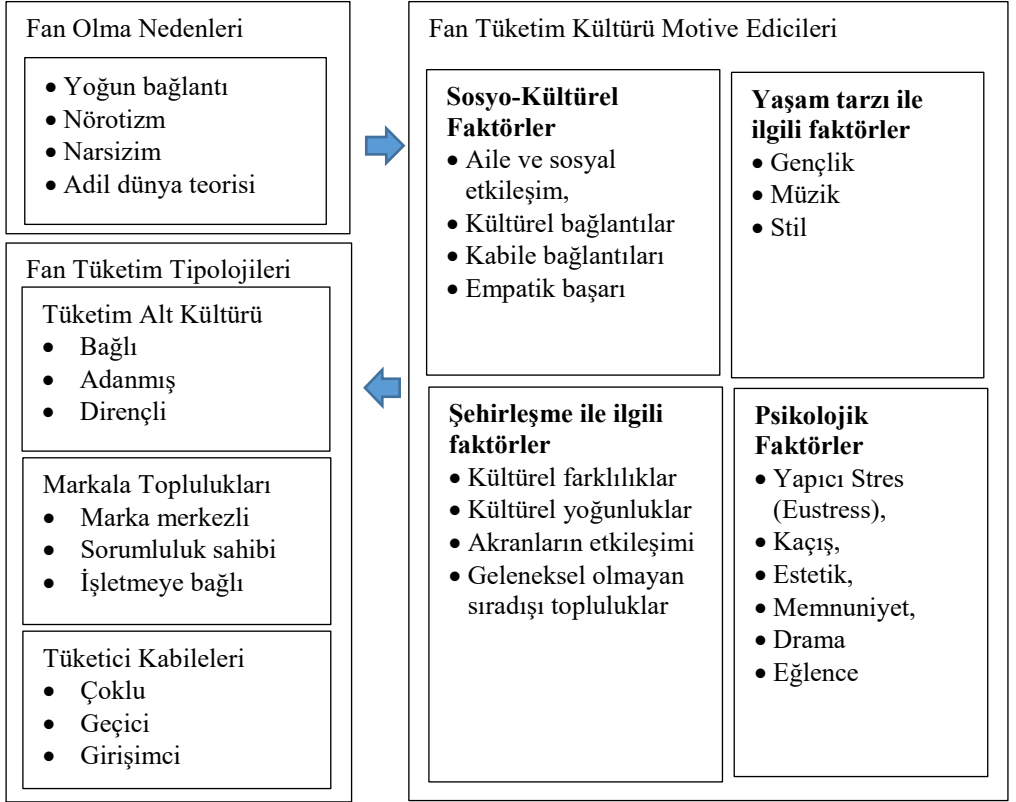 Fan Olma Nedenleri
• Yoğun bağlantı
• Nörotizm
• Narsizim
• Adil dünya teorisi
Fan Tüketim Kültürü Motive Edicileri
Sosyo-Kültürel
Faktörler
• Aile ve sosyal
etkileşim,
• Kültürel bağlantılar
• Kabile bağlantıları
• Empatik başarı
Yaşam tarzı ile
ilgili faktörler
• Gençlik
• Müzik
• Stil
Şehirleşme ile ilgili
faktörler
• Kültürel farklılıklar
• Kültürel yoğunluklar
• Akranların etkileşimi
• Geleneksel olmayan
sıradışı topluluklar
Psikolojik
Faktörler
• Yapıcı Stres
(Eustress),
• Kaçış,
• Estetik,
• Memnuniyet,
• Drama
• Eğlence
Fan Tüketim Tipolojileri
Tüketim Alt Kültürü
• Bağlı
• Adanmış
• Dirençli
Markala Toplulukları
• Marka merkezli
• Sorumluluk sahibi
• İşletmeye bağlı
Tüketici Kabileleri
• Çoklu
• Geçici
• Girişimci